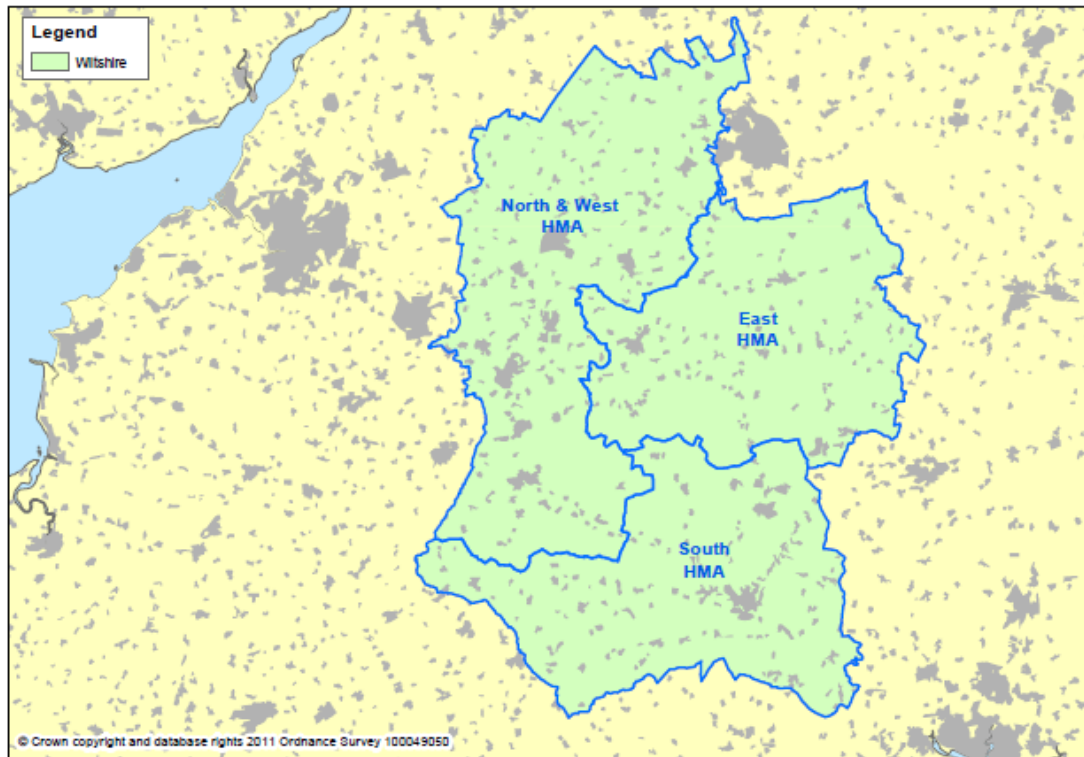 Legend
Wiltshire
North & West
HMA
East
HMA
South
HMA
© Crown copyright and database rights 2011 Ordnance Survey 100049050